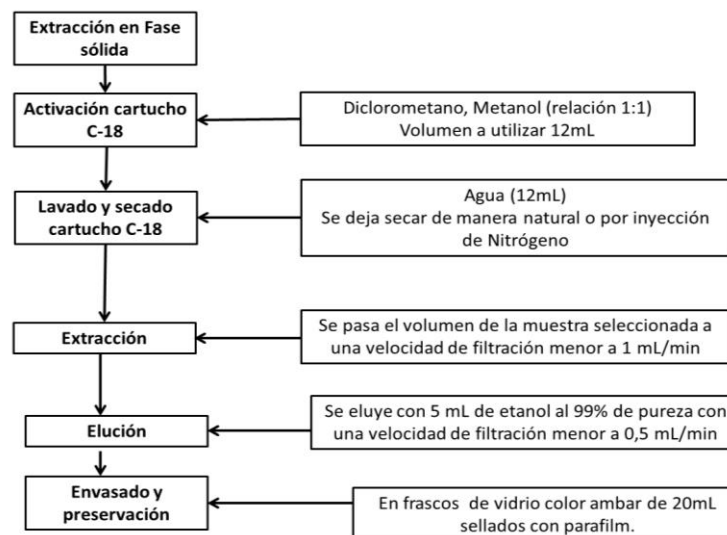 Extracción en Fase
sólida
Activación cartucho
C-18
Diclorometano, Metanol (relación 1:1)
Volumen a utilizar 12mL
Lavado y secado
cartucho C-18
Agua (12mL)
Se deja secar de manera natural o por inyección
de Nitrógeno
Extracción
Se pasa el volumen de la muestra seleccionada a
una velocidad de filtración menor a 1 mL/min
Elución
Se eluye con 5 mL de etanol al 99% de pureza con
una velocidad de filtración menor a 0,5 mL/min
Envasado y
preservación
En frascos de vidrio color ambar de 20mL
sellados con parafilm.